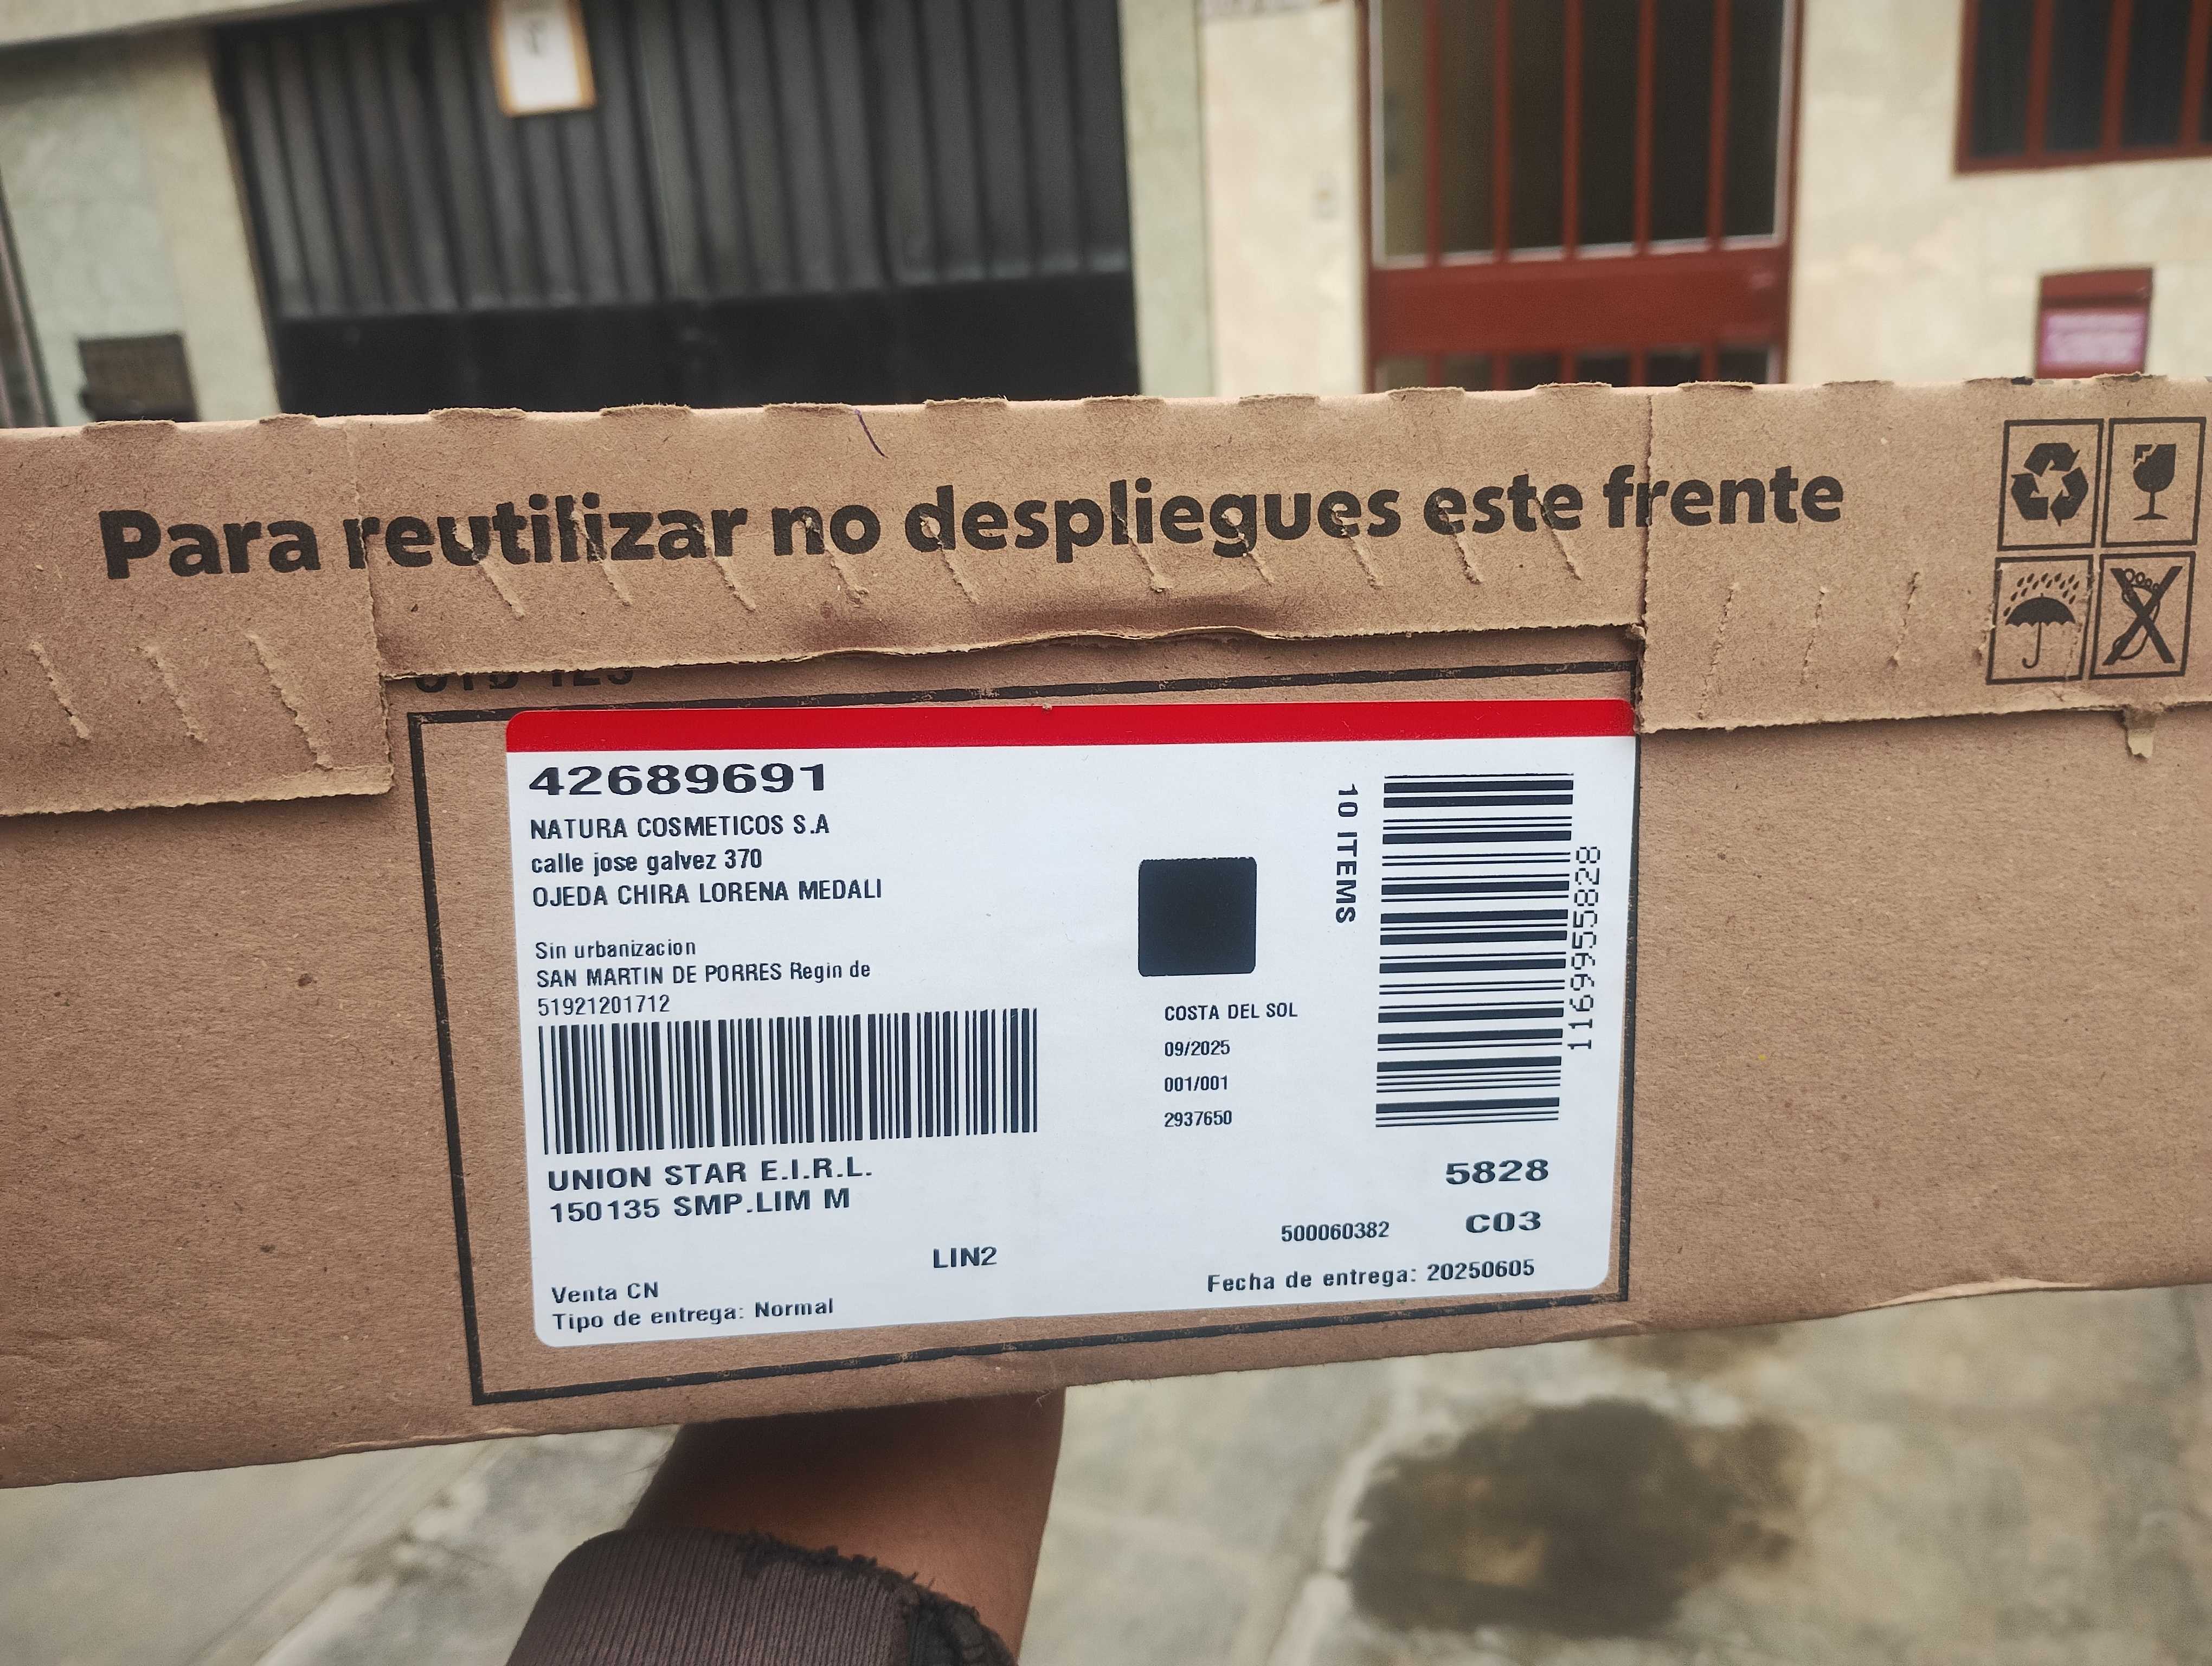 Para reutilizar no despliegues este frente
42689691
NATURA COSMETICOS S.A
calle jose galvez 370
OJEDA CHIRA LORENA MEDALI
Sin urbanizacion
SAN MARTIN DE PORRES Regin de
51921201712
UNION STAR E.I.R.L.
150135 SMP.LIM M
LIN2
Venta CN
Tipo de entrega: Normal
COSTA DEL SOL
09/2025
001/001
2937650
10 ITEMS
1169955828
5828
C03
500060382
Fecha de entrega: 20250605